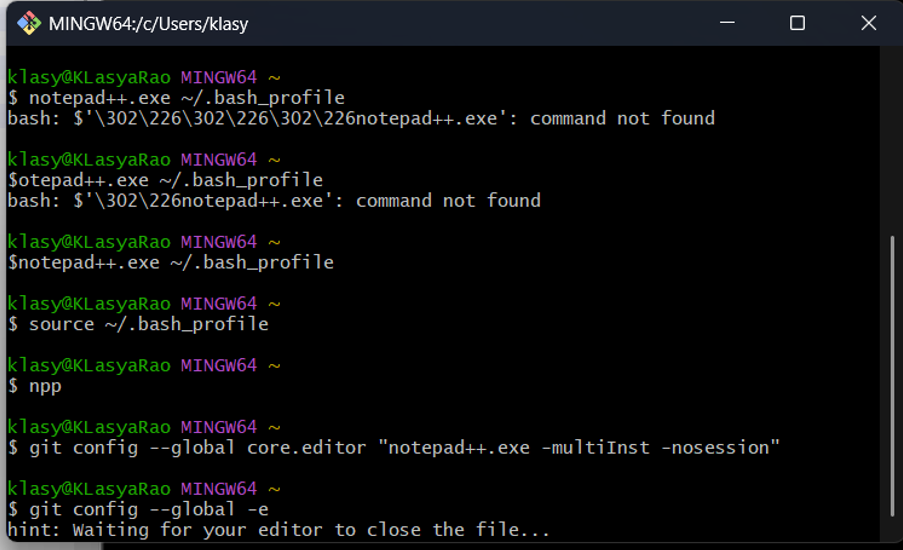 MINGW64:/c/Users/klasy
klasy@KLasyaRao MINGW64 ~
$ notepad++.exe ~/.bash_profile
bash: $'\302\226\302\226\302\226notepad++.exe': command not found
klasy@KLasyaRao MINGW64 ~
$otepad++.exe ~/.bash_profile
bash: $'\302\226notepad++.exe': command not found
klasy@KLasyaRao MINGW64 ~
$notepad++.exe ~/.bash_profile
klasy@KLasyaRao MINGW64 ~
$ source ~/.bash_profile
klasy@KLasyaRao MINGW64 ~
$ npp
klasy@KLasyaRao MINGW64 ~
$ git config --global core.editor "notepad++.exe -multiInst -nosession"
klasy@KLasyaRao MINGW64 ~
$ git config --global -e
hint: Waiting for your editor to close the file...